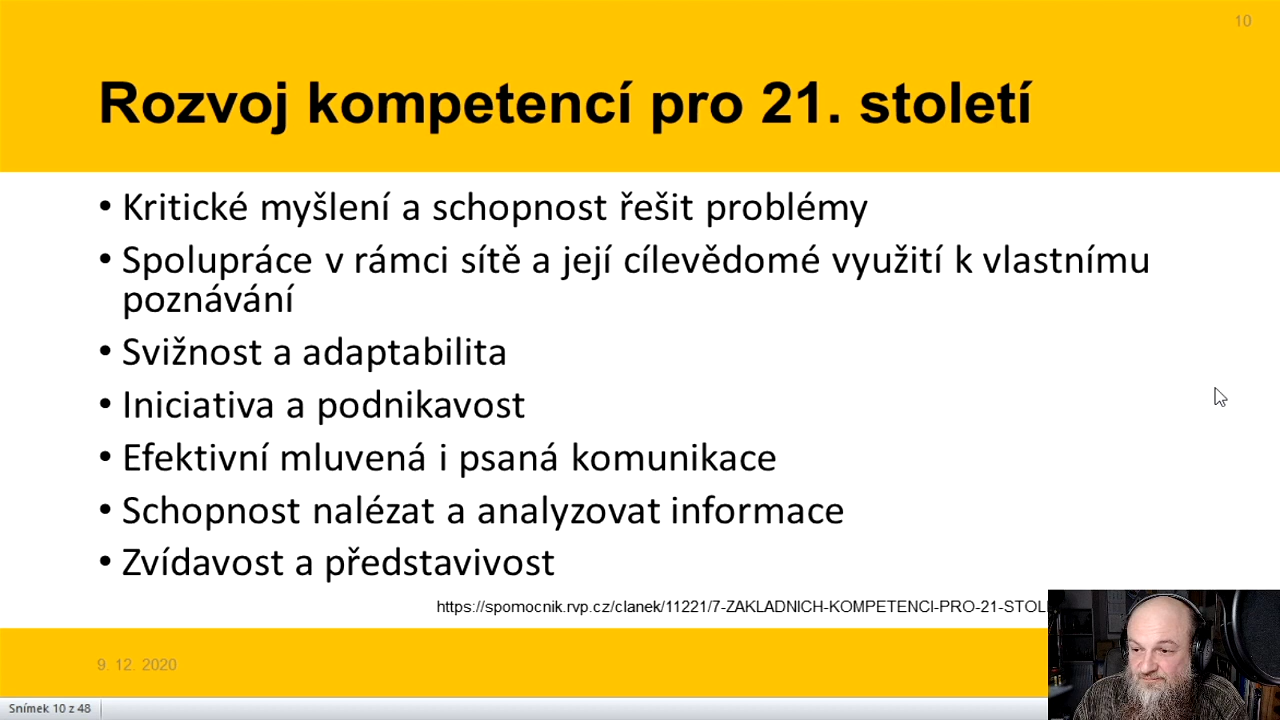 10
Rozvoj kompetencí pro 21. století
• Kritické myšlení a schopnost řešit problémy
• Spolupráce v rámci sítě a její cílevědomé využití k vlastnímu
poznávání
• Svižnost a adaptabilita
• Iniciativa a podnikavost
• Efektivní mluvená i psaná komunikace
• Schopnost nalézat a analyzovat informace
• Zvídavost a představivost
https://spomocnik.rvp.cz/clanek/11221/7-ZAKLADNICH-KOMPETENCI-PRO-21-STOL
9. 12. 2020
Snímek 10 z 48